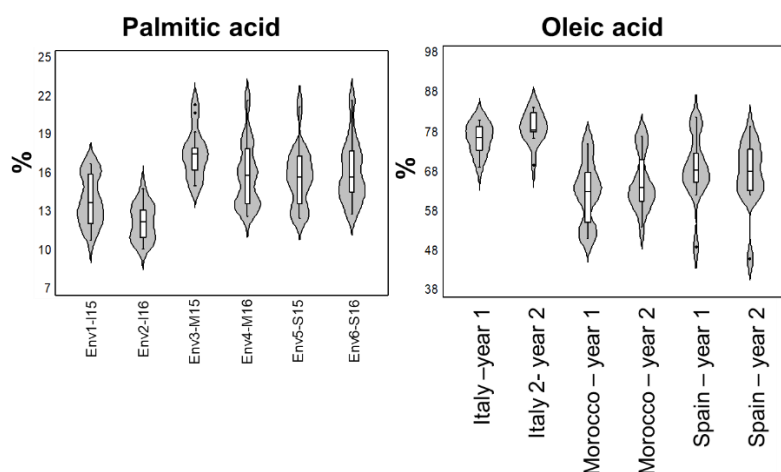 Palmitic acid
%
25
22
19
16
13
10
7
Env1-I15
Env2-I16
Env3-M15
Env4-M16
Env5-S15
Env6-S16
Oleic acid
%
98
88
78
68
58
48
38
Italy –year 1
Italy 2- year 2
Morocco – year 1
Morocco – year 2
Spain – year 1
Spain – year 2